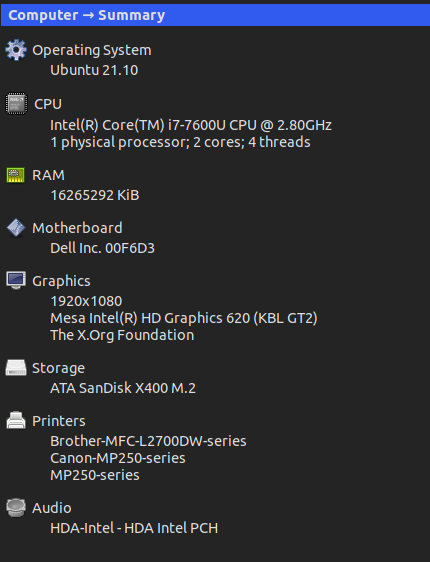 Computer → Summary
Operating System
Ubuntu 21.10
CPU
Intel(R) Core(TM) i7-7600U CPU @ 2.80GHz
1 physical processor; 2 cores; 4 threads
RAM
16265292 KiB
Motherboard
Dell Inc. 00F6D3
Graphics
1920x1080
Mesa Intel(R) HD Graphics 620 (KBL GT2)
The X.Org Foundation
Storage
ATA SanDisk X400 M.2
Printers
Brother-MFC-L2700DW-series
Canon-MP250-series
MP250-series
Audio
HDA-Intel - HDA Intel PCH